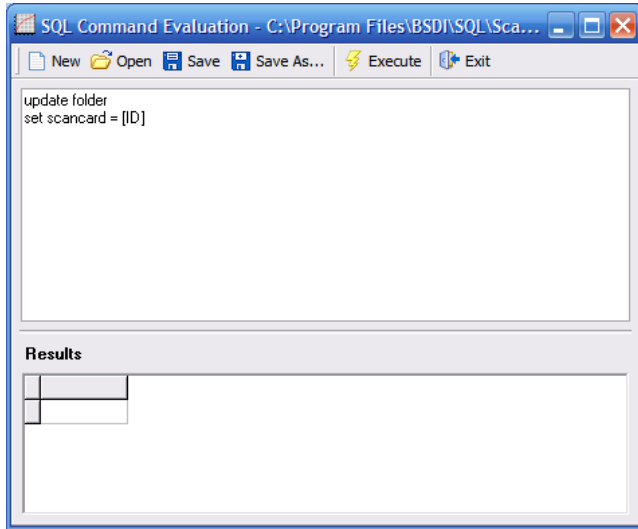 SQL Command Evaluation - C:\Program Files\BSDI\SQL\Sca...
New Open Save Save As... Execute Exit
update folder
set scancard = [ID]
Results